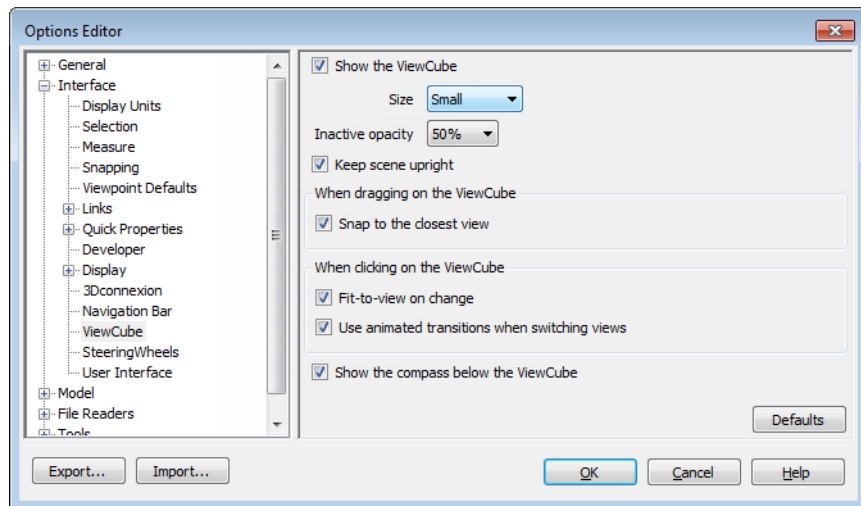 Options Editor
General
Interface
Display Units
Selection
Measure
Snapping
Viewpoint Defaults
Links
Quick Properties
Developer
Display
3Dconnexion
Navigation Bar
ViewCube
SteeringWheels
User Interface
Model
File Readers
Tools
Show the ViewCube
Size Small
Inactive opacity 50%
Keep scene upright
When dragging on the ViewCube
Snap to the closest view
When clicking on the ViewCube
Fit-to-view on change
Use animated transitions when switching views
Show the compass below the ViewCube
Defaults
Export... Import... OK Cancel Help